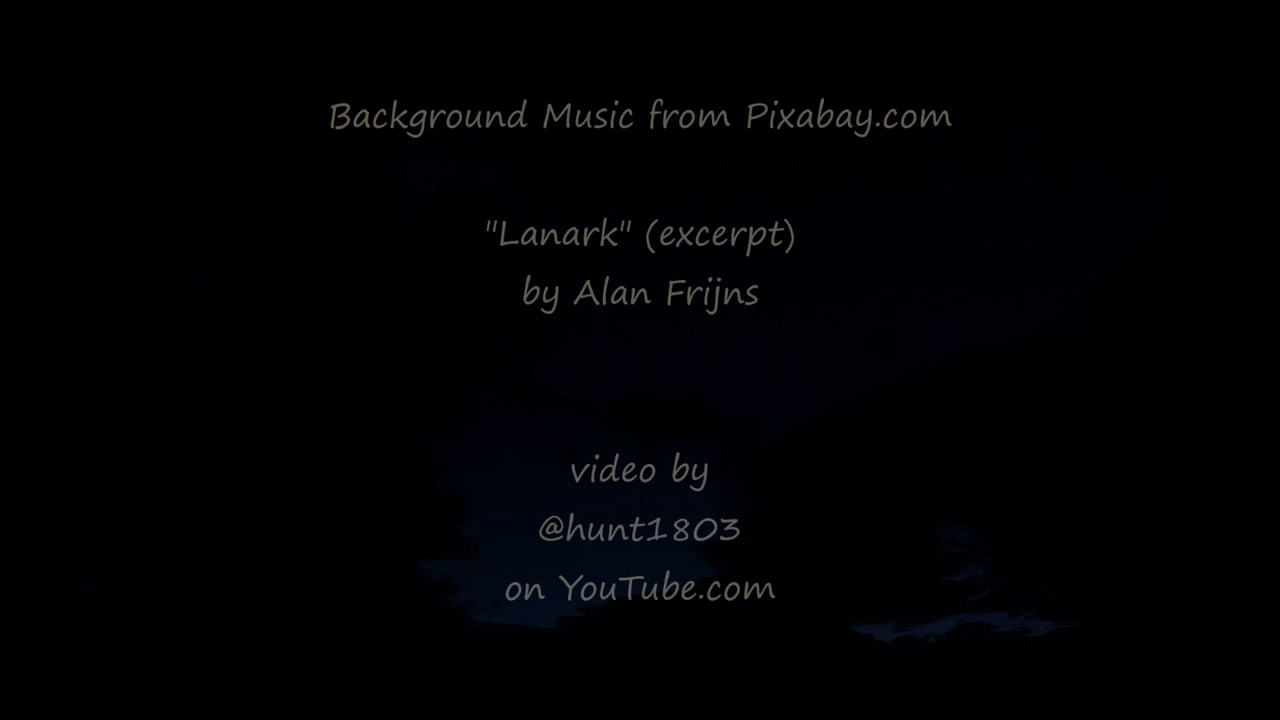 Background Music from Pixabay.com
"Lanark" (excerpt)
by Alan Frijns
video by
@hunt1803
on YouTube.com